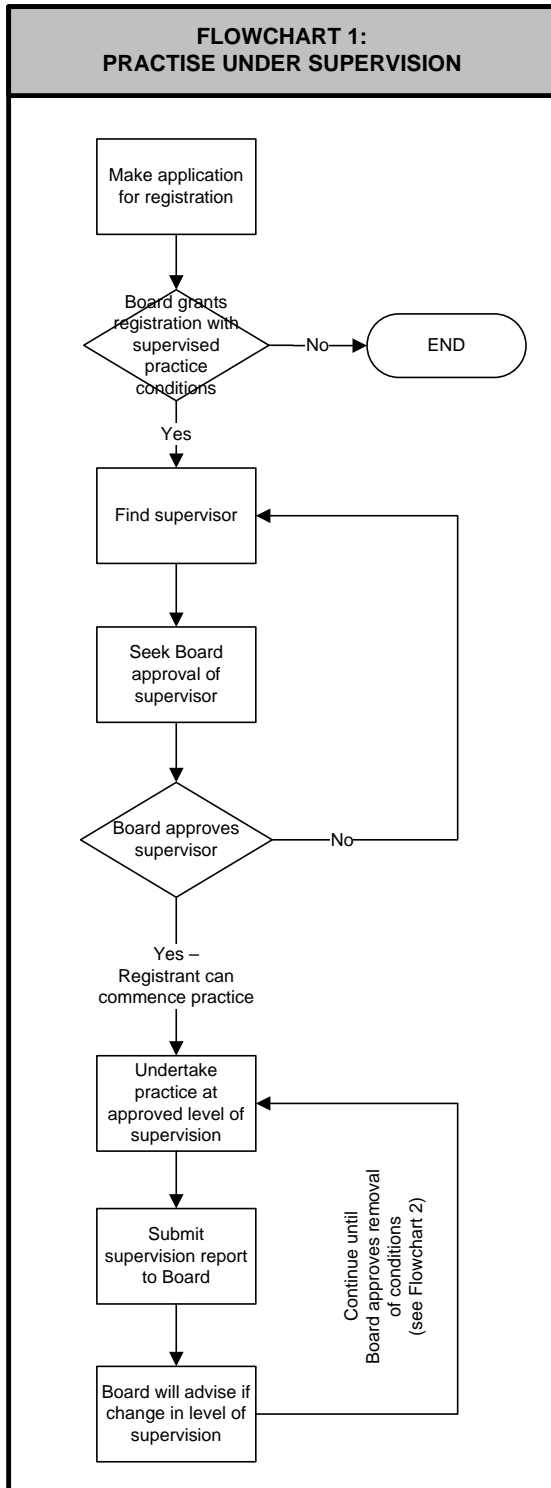 FLOWCHART 1:
PRACTISE UNDER SUPERVISION
Make application
for registration
Board grants
registration with
supervised
practice
conditions
No
END
Yes
Find supervisor
Seek Board
approval of
supervisor
Board approves
supervisor
No
Yes –
Registrant can
commence practice
Undertake
practice at
approved level of
supervision
Submit
supervision report
to Board
Continue until
Board approves removal
of conditions
(see Flowchart 2)
Board will advise if
change in level of
supervision